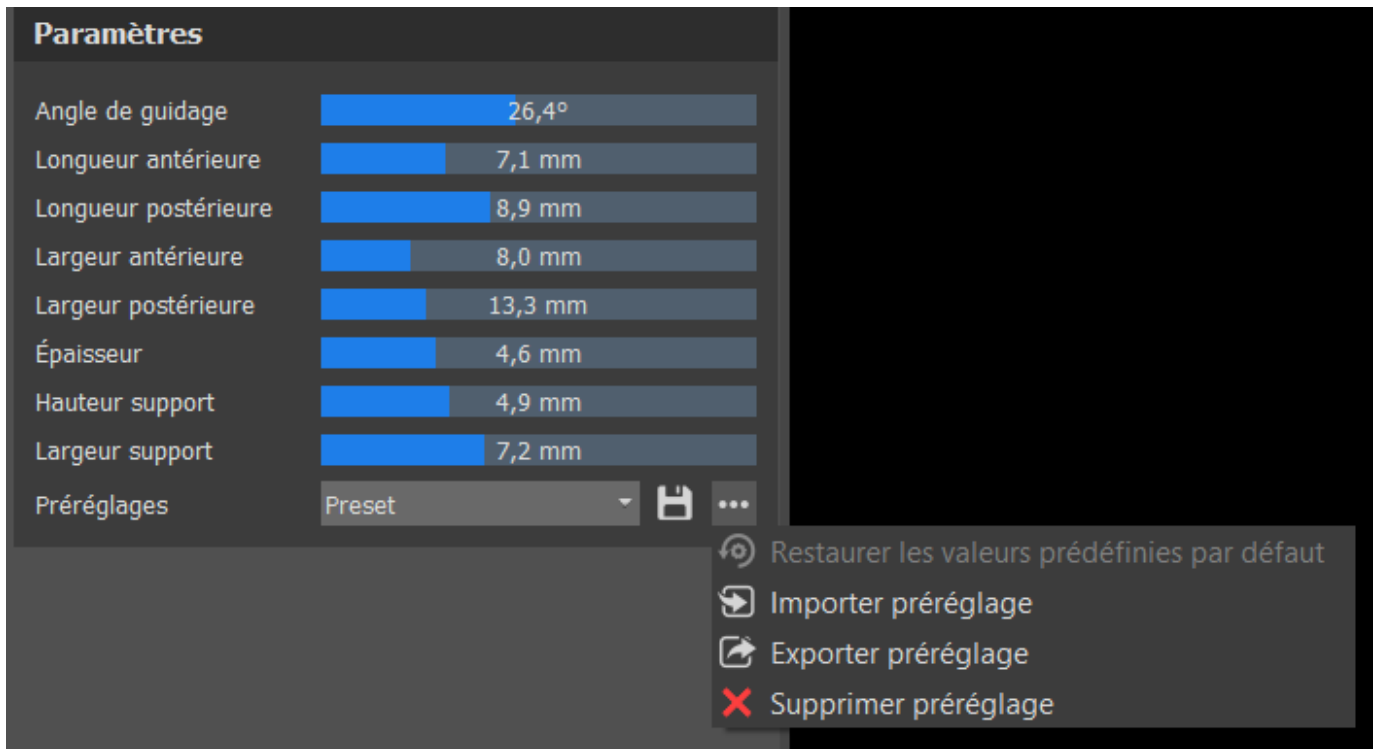 Paramètres
Angle de guidage 26,4º
Longueur antérieure 7,1 mm
Longueur postérieure 8,9 mm
Largeur antérieure 8,0 mm
Largeur postérieure 13,3 mm
Épaisseur 4,6 mm
Hauteur support 4,9 mm
Largeur support 7,2 mm
Préréglages Preset
Restaurer les valeurs prédéfinies par défaut
Importer préréglage
Exporter préréglage
Supprimer préréglage